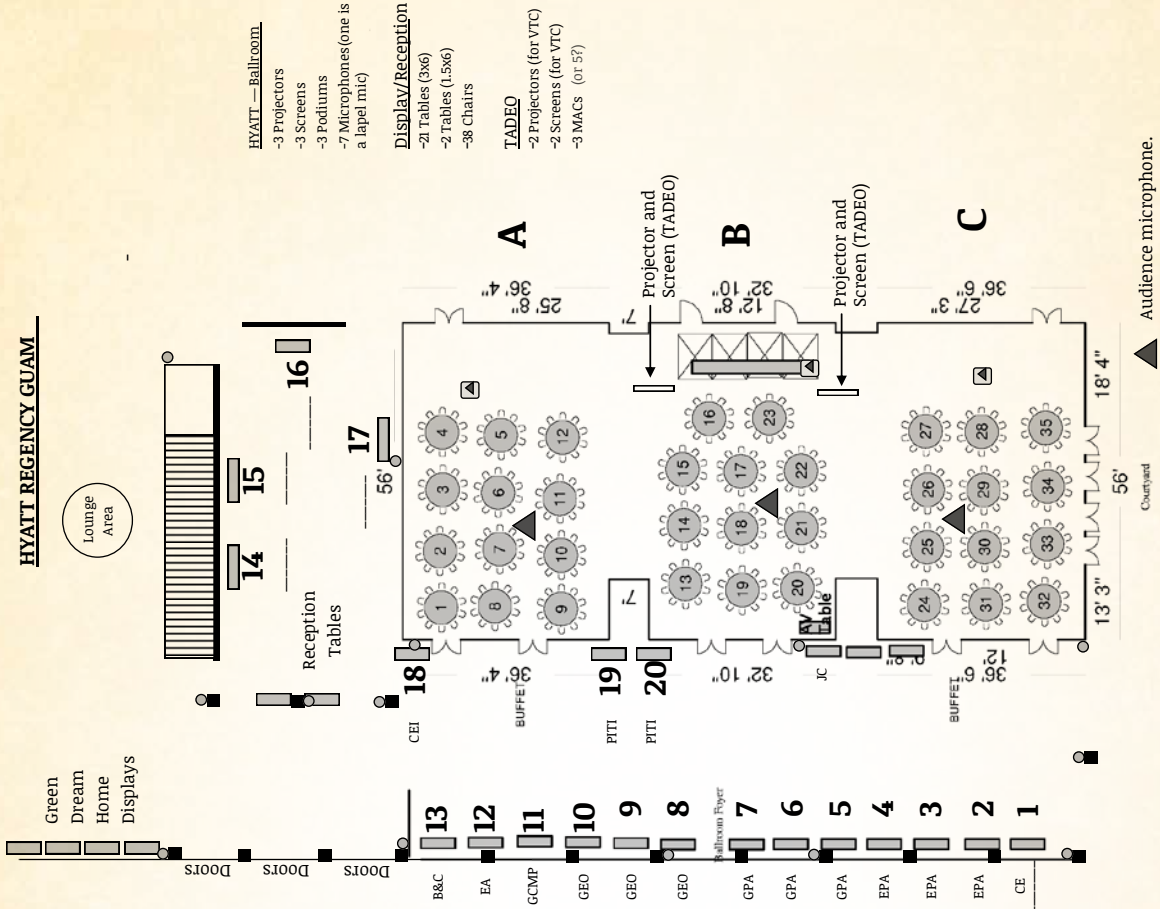 HYATT REGENCY GUAM
Lounge
Area
HYATT — Ballroom
-3 Projectors
-3 Screens
-3 Podiums
-7 Microphones(one is
a lapel mic)
Display/Reception
-21 Tables (3x6)
-2 Tables (1.5x6)
-38 Chairs
TADEO
-2 Projectors (for VTC)
-2 Screens (for VTC)
-3 MACs (or 5?)
-
14
15
16
17
Reception
Tables
Green
Dream
Home
Displays
Doors
Doors
Doors
56'
A
36' 4"
25' 8"
7'
Projector and
Screen (TADEO)
B
32' 10"
12' 8"
Projector and
Screen (TADEO)
C
36' 6"
27' 3"
1
2
3
4
8
7
6
5
9
10
11
12
13
14
15
16
19
18
17
23
20
21
22
AV
Table
24
25
26
27
31
30
29
28
32
33
34
35
7'
18
CEI
36' 4"
BUFFET
19
PITI
20
PITI
32' 10"
JC
36' 6"
BUFFET
13' 3"
56'
18' 4"
Courtyard
Audience microphone.
Ballroom Foyer
13
B&C
12
EA
11
GCMP
10
GEO
9
GEO
8
GEO
7
GPA
6
GPA
5
GPA
4
EPA
3
EPA
2
EPA
1
CE